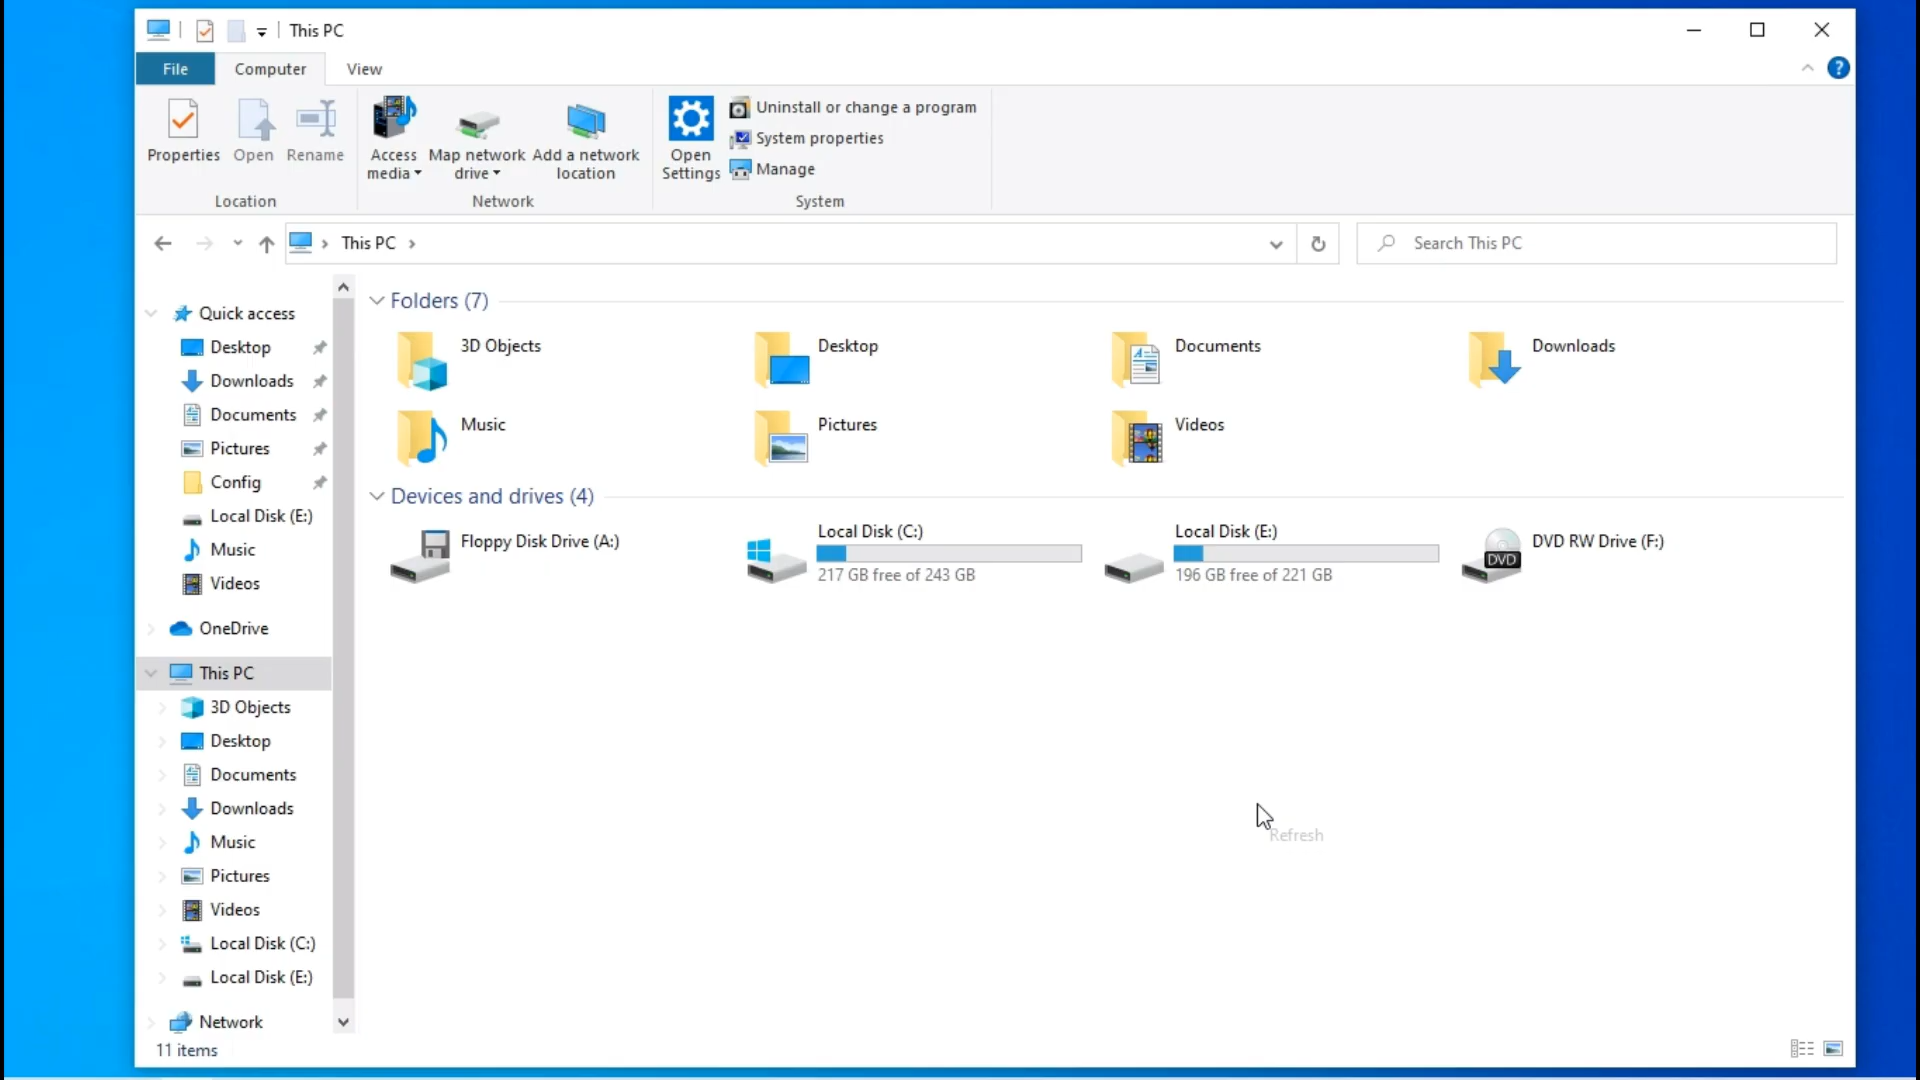 This PC
File Computer View
?
Properties Open Rename
Access media
Map network drive
Add a network location
Open Settings
Uninstall or change a program
System properties
Manage
Location Network System
This PC
Search This PC
Quick access
Desktop
Downloads
Documents
Pictures
Config
Local Disk (E:)
Music
Videos
OneDrive
This PC
3D Objects
Desktop
Documents
Downloads
Music
Pictures
Videos
Local Disk (C:)
Local Disk (E:)
Network
Folders (7)
3D Objects
Desktop
Documents
Downloads
Music
Pictures
Videos
Devices and drives (4)
Floppy Disk Drive (A:)
Local Disk (C:)
217 GB free of 243 GB
Local Disk (E:)
196 GB free of 221 GB
DVD
DVD RW Drive (F:)
Refresh
11 items